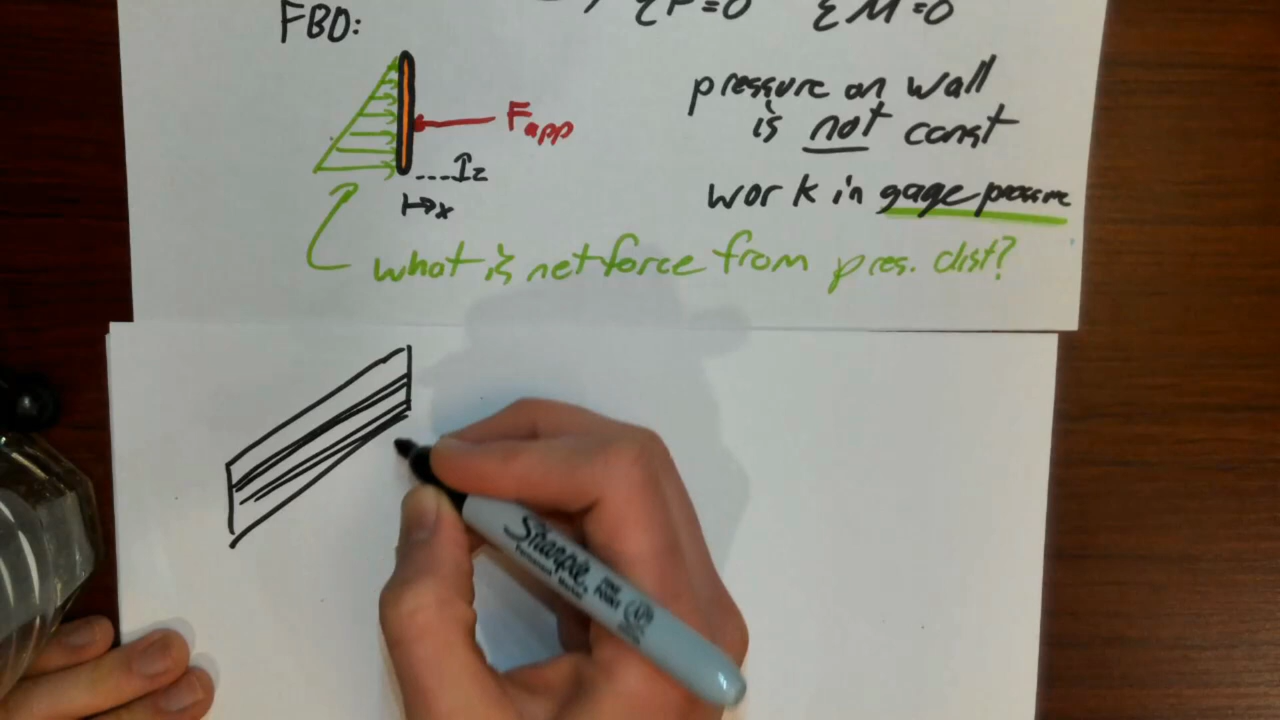 ΣF=0 ΣM=0
FBD:
pressure on wall
is not const
Fapp
z
work in gage pressure
x
what is net force from pres. dist?
Sharpie